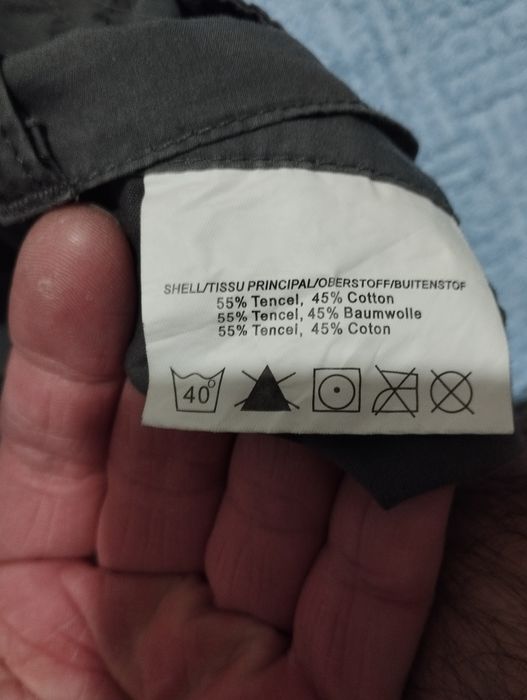 SHELL/TISSU PRINCIPAL/OBERSTOFF/BUITENSTOF
55% Tencel, 45% Cotton
55% Tencel, 45% Baumwolle
55% Tencel, 45% Coton
40°